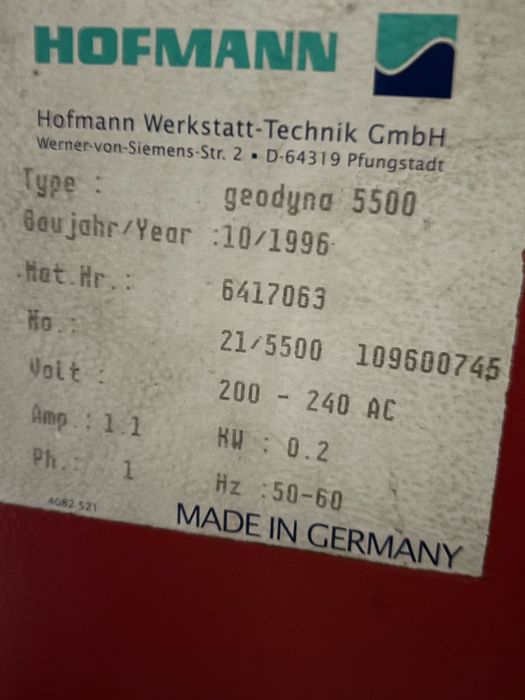 HOFMANN
Hofmann Werkstatt-Technik GmbH
Werner-von-Siemens-Str. 2 ▪ D-64319 Pfungstadt
Type : geodyna 5500
Baujahr/Year :10/1996
Mat.Nr.: 6417063
No.: 21/5500 109600745
Volt : 200 - 240 AC
Amp.: 1.1 KW : 0.2
Ph.: 1 Hz :50-60
4GB2 521
MADE IN GERMANY